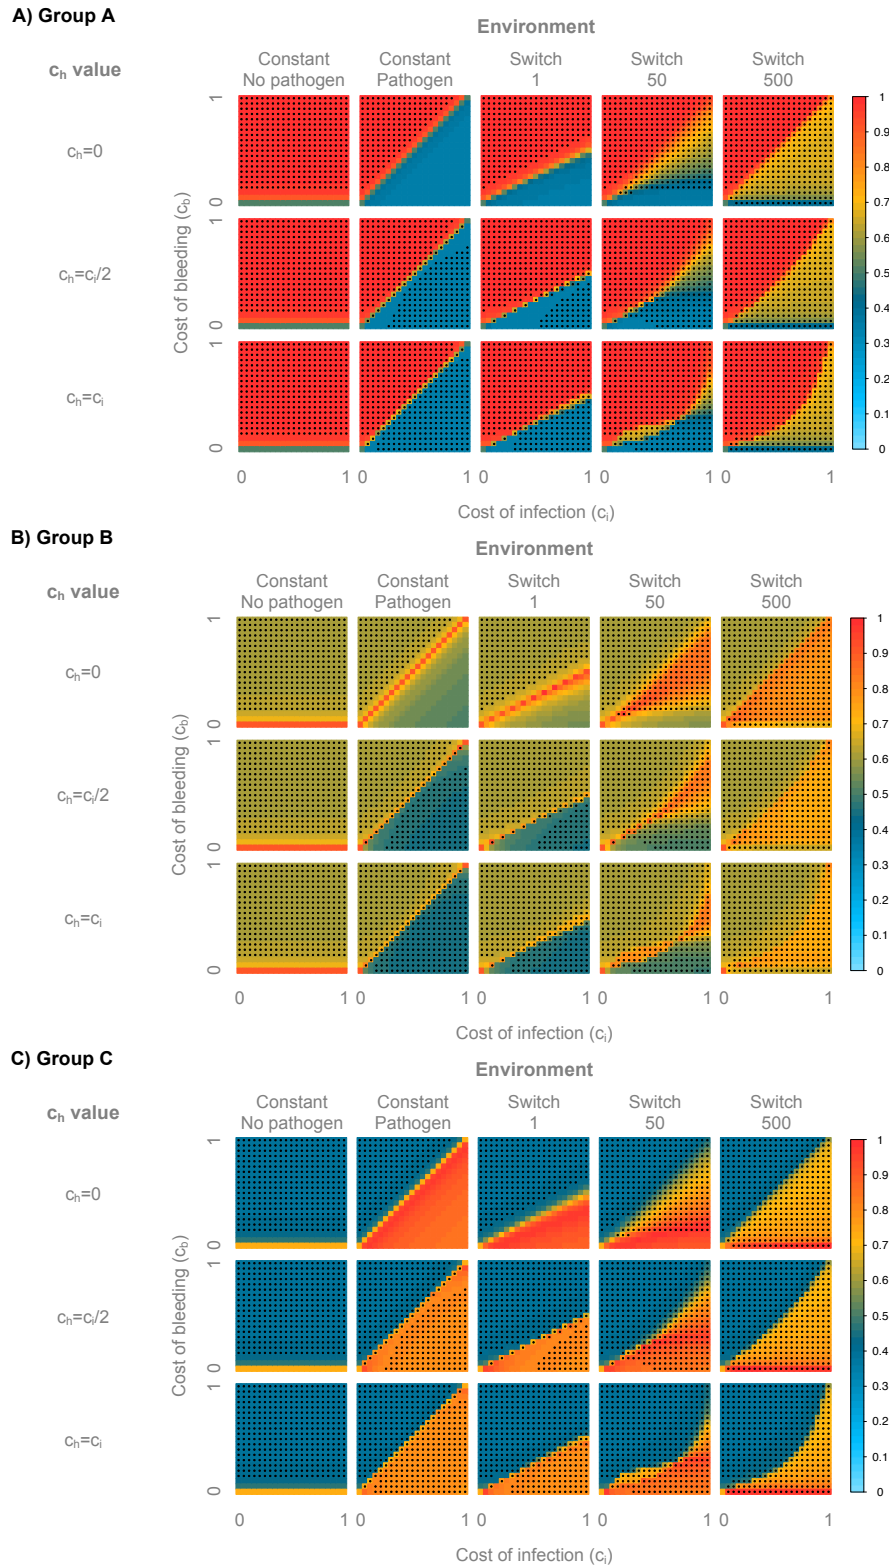 A) Group A
Environment
c_h value
Constant No pathogen
Constant Pathogen
Switch 1
Switch 50
Switch 500
c_h=0
c_h=c_i/2
c_h=c_i
Cost of bleeding (c_b)
1
0
1
0
1
0
0 1 0 1 0 1 0 1 0 1
Cost of infection (c_i)
1
0.9
0.8
0.7
0.6
0.5
0.4
0.3
0.2
0.1
0
B) Group B
Environment
c_h value
Constant No pathogen
Constant Pathogen
Switch 1
Switch 50
Switch 500
c_h=0
c_h=c_i/2
c_h=c_i
Cost of bleeding (c_b)
1
0
1
0
1
0
0 1 0 1 0 1 0 1 0 1
Cost of infection (c_i)
1
0.9
0.8
0.7
0.6
0.5
0.4
0.3
0.2
0.1
0
C) Group C
Environment
c_h value
Constant No pathogen
Constant Pathogen
Switch 1
Switch 50
Switch 500
c_h=0
c_h=c_i/2
c_h=c_i
Cost of bleeding (c_b)
1
0
1
0
1
0
0 1 0 1 0 1 0 1 0 1
Cost of infection (c_i)
1
0.9
0.8
0.7
0.6
0.5
0.4
0.3
0.2
0.1
0